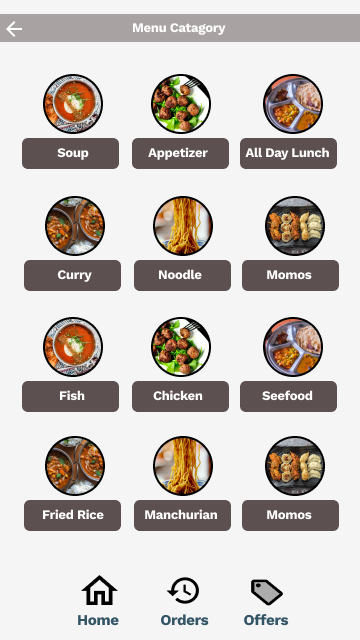 Menu Catagory
Soup
Appetizer
All Day Lunch
Curry
Noodle
Momos
Fish
Chicken
Seefood
Fried Rice
Manchurian
Momos
Home
Orders
Offers